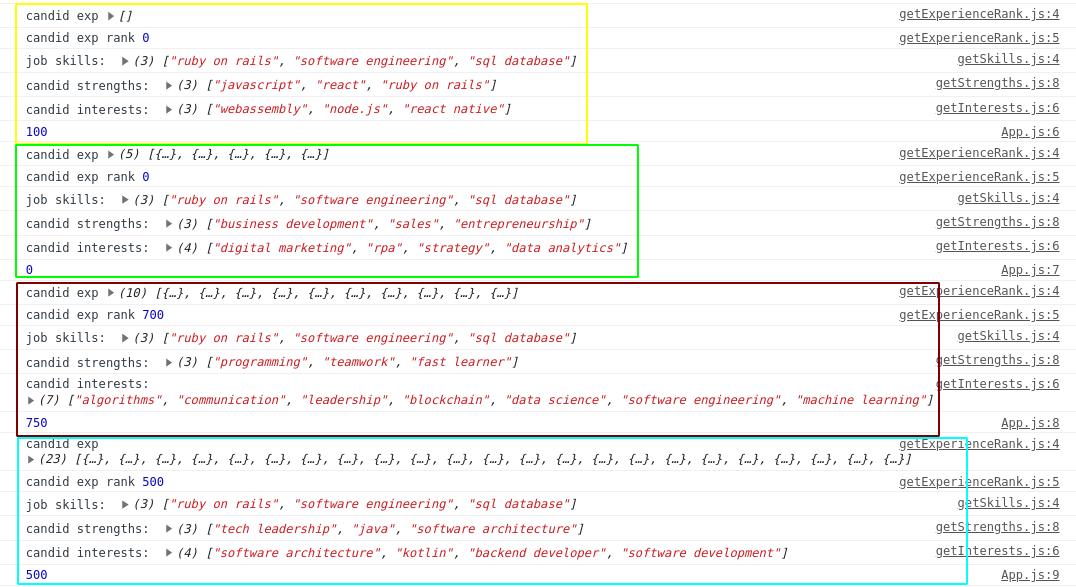 candid exp ▶ [] getExperienceRank.js:4
candid exp rank 0 getExperienceRank.js:5
job skills: ▶ (3) ["ruby on rails", "software engineering", "sql database"] getSkills.js:4
candid strengths: ▶ (3) ["javascript", "react", "ruby on rails"] getStrengths.js:8
candid interests: ▶ (3) ["webassembly", "node.js", "react native"] getInterests.js:6
100 App.js:6
candid exp ▶ (5) [{…}, {…}, {…}, {…}, {…}] getExperienceRank.js:4
candid exp rank 0 getExperienceRank.js:5
job skills: ▶ (3) ["ruby on rails", "software engineering", "sql database"] getSkills.js:4
candid strengths: ▶ (3) ["business development", "sales", "entrepreneurship"] getStrengths.js:8
candid interests: ▶ (4) ["digital marketing", "rpa", "strategy", "data analytics"] getInterests.js:6
0 App.js:7
candid exp ▶ (10) [{…}, {…}, {…}, {…}, {…}, {…}, {…}, {…}, {…}, {…}] getExperienceRank.js:4
candid exp rank 700 getExperienceRank.js:5
job skills: ▶ (3) ["ruby on rails", "software engineering", "sql database"] getSkills.js:4
candid strengths: ▶ (3) ["programming", "teamwork", "fast learner"] getStrengths.js:8
candid interests: getInterests.js:6
▶ (7) ["algorithms", "communication", "leadership", "blockchain", "data science", "software engineering", "machine learning"]
750 App.js:8
candid exp getExperienceRank.js:4
▶ (23) [{…}, {…}, {…}, {…}, {…}, {…}, {…}, {…}, {…}, {…}, {…}, {…}, {…}, {…}, {…}, {…}, {…}, {…}, {…}, {…}, {…}, {…}, {…}]
candid exp rank 500 getExperienceRank.js:5
job skills: ▶ (3) ["ruby on rails", "software engineering", "sql database"] getSkills.js:4
candid strengths: ▶ (3) ["tech leadership", "java", "software architecture"] getStrengths.js:8
candid interests: ▶ (4) ["software architecture", "kotlin", "backend developer", "software development"] getInterests.js:6
500 App.js:9